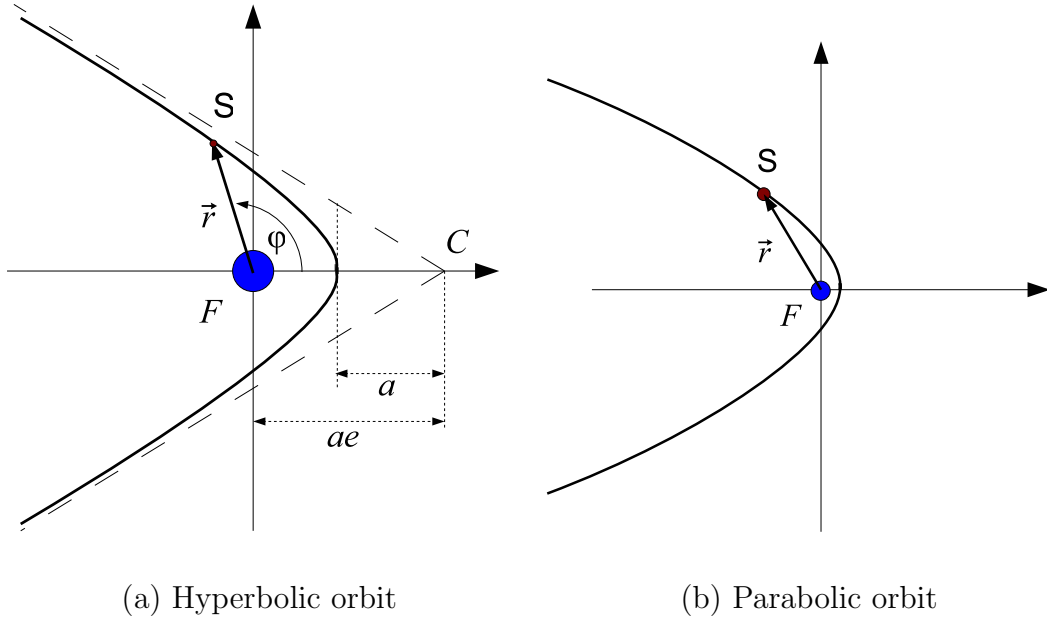 S
r⃗
φ
C
F
a
ae
(a) Hyperbolic orbit
S
r⃗
F
(b) Parabolic orbit